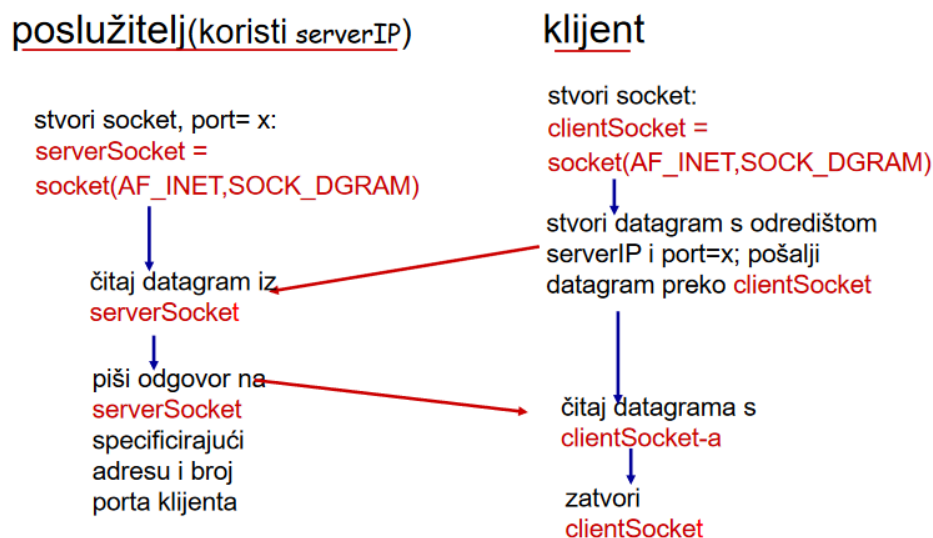 poslužitelj(koristi serverIP)
stvori socket, port= x:
serverSocket =
socket(AF_INET,SOCK_DGRAM)
čitaj datagram iz
serverSocket
piši odgovor na
serverSocket
specificirajući
adresu i broj
porta klijenta
klijent
stvori socket:
clientSocket =
socket(AF_INET,SOCK_DGRAM)
stvori datagram s odredištom
serverIP i port=x; pošalji
datagram preko clientSocket
čitaj datagrama s
clientSocket-a
zatvori
clientSocket